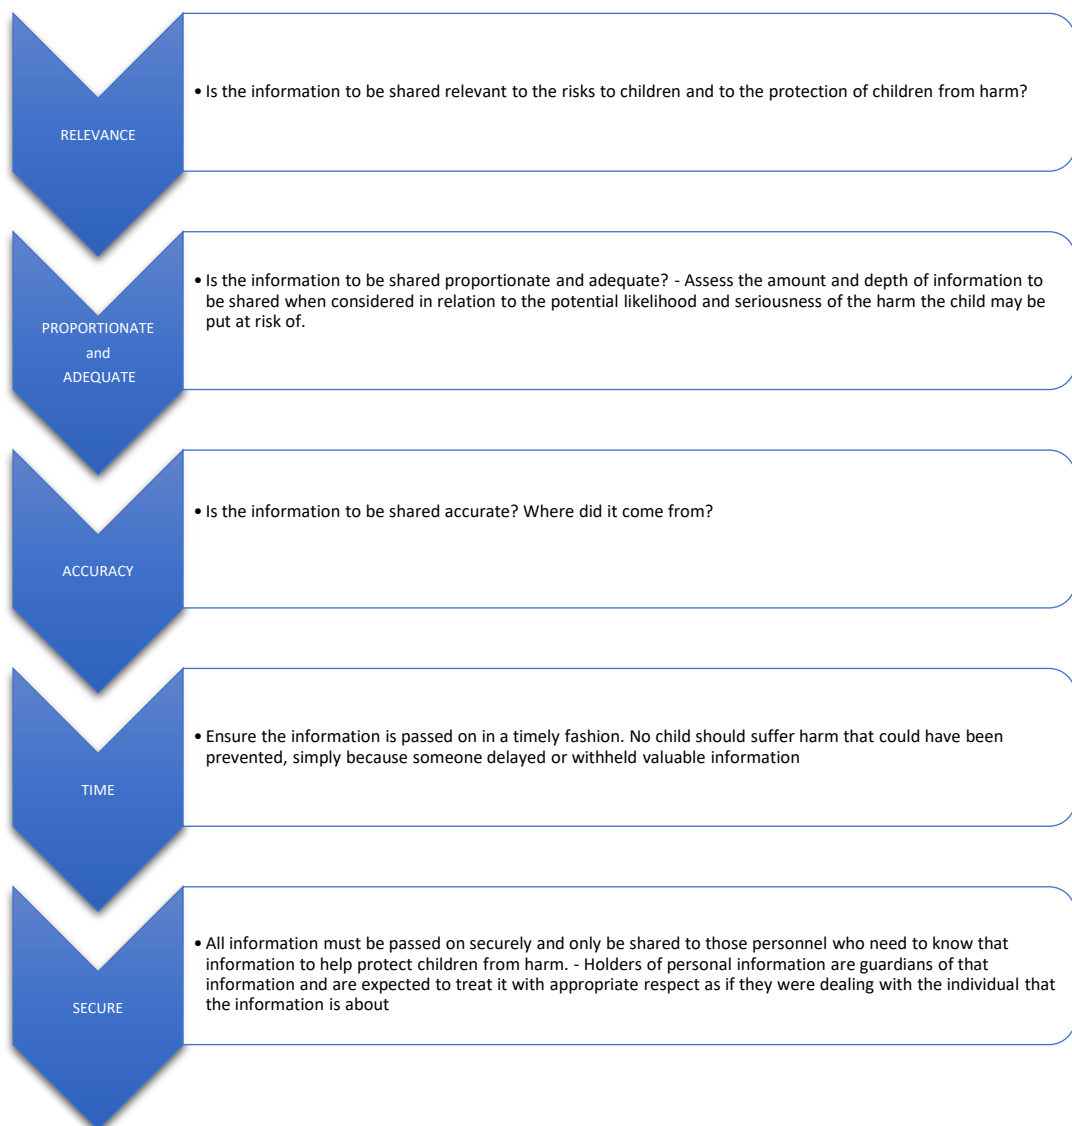 RELEVANCE
• Is the information to be shared relevant to the risks to children and to the protection of children from harm?
PROPORTIONATE
and
ADEQUATE
• Is the information to be shared proportionate and adequate? - Assess the amount and depth of information to
be shared when considered in relation to the potential likelihood and seriousness of the harm the child may be
put at risk of.
ACCURACY
• Is the information to be shared accurate? Where did it come from?
TIME
• Ensure the information is passed on in a timely fashion. No child should suffer harm that could have been
prevented, simply because someone delayed or withheld valuable information
SECURE
• All information must be passed on securely and only be shared to those personnel who need to know that
information to help protect children from harm. - Holders of personal information are guardians of that
information and are expected to treat it with appropriate respect as if they were dealing with the individual that
the information is about